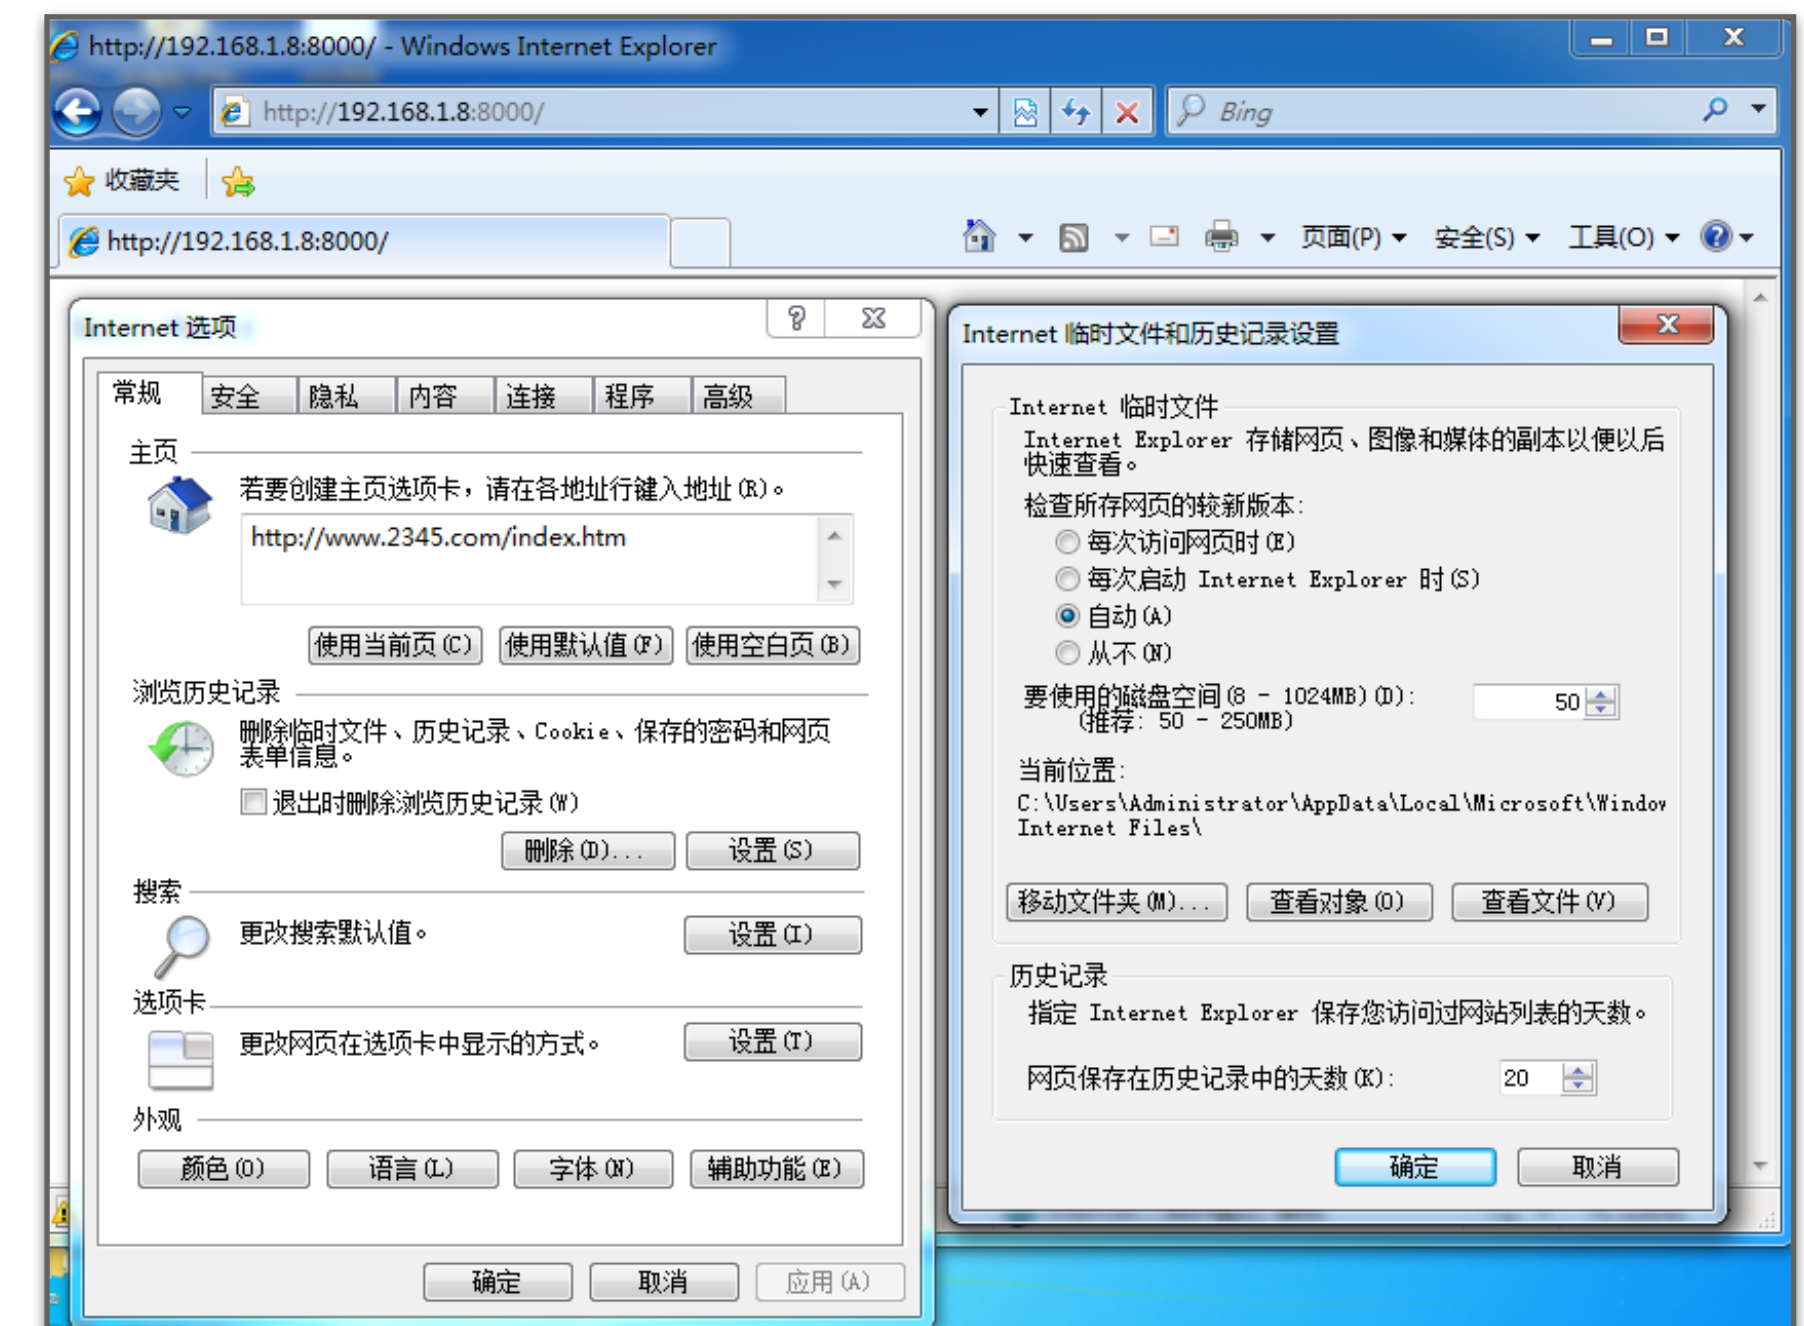 http://192.168.1.8:8000/ - Windows Internet Explorer
http://192.168.1.8:8000/
Bing
收藏夹
http://192.168.1.8:8000/
页面(P)
安全(S)
工具(O)
Internet 选项
常规 安全 隐私 内容 连接 程序 高级
主页
若要创建主页选项卡，请在各地址行键入地址(R)。
http://www.2345.com/index.htm
使用当前页(C) 使用默认值(F) 使用空白页(B)
浏览历史记录
删除临时文件、历史记录、Cookie、保存的密码和网页
表单信息。
退出时删除浏览历史记录(W)
删除(D)... 设置(S)
搜索
更改搜索默认值。 设置(I)
选项卡
更改网页在选项卡中显示的方式。 设置(T)
外观
颜色(O) 语言(L) 字体(N) 辅助功能(E)
确定 取消 应用(A)
Internet 临时文件和历史记录设置
Internet 临时文件
Internet Explorer 存储网页、图像和媒体的副本以便以后
快速查看。
检查所存网页的较新版本:
每次访问网页时(E)
每次启动 Internet Explorer 时(S)
自动(A)
从不(N)
要使用的磁盘空间(8 - 1024MB)(D): 50
(推荐: 50 - 250MB)
当前位置:
C:\Users\Administrator\AppData\Local\Microsoft\Window
Internet Files\
移动文件夹(M)... 查看对象(O) 查看文件(V)
历史记录
指定 Internet Explorer 保存您访问过网站列表的天数。
网页保存在历史记录中的天数(K): 20
确定 取消